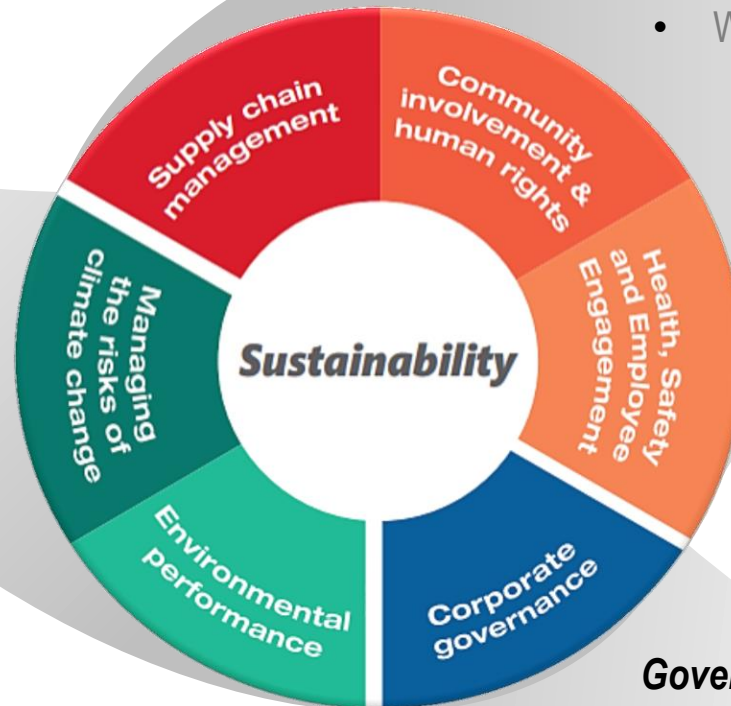 • W
Supply chain
management
Community
involvement &
human rights
Health, Safety
and Employee
Engagement
Managing
the risks of
climate change
Sustainability
Environmental
performance
Corporate
governance
Gover